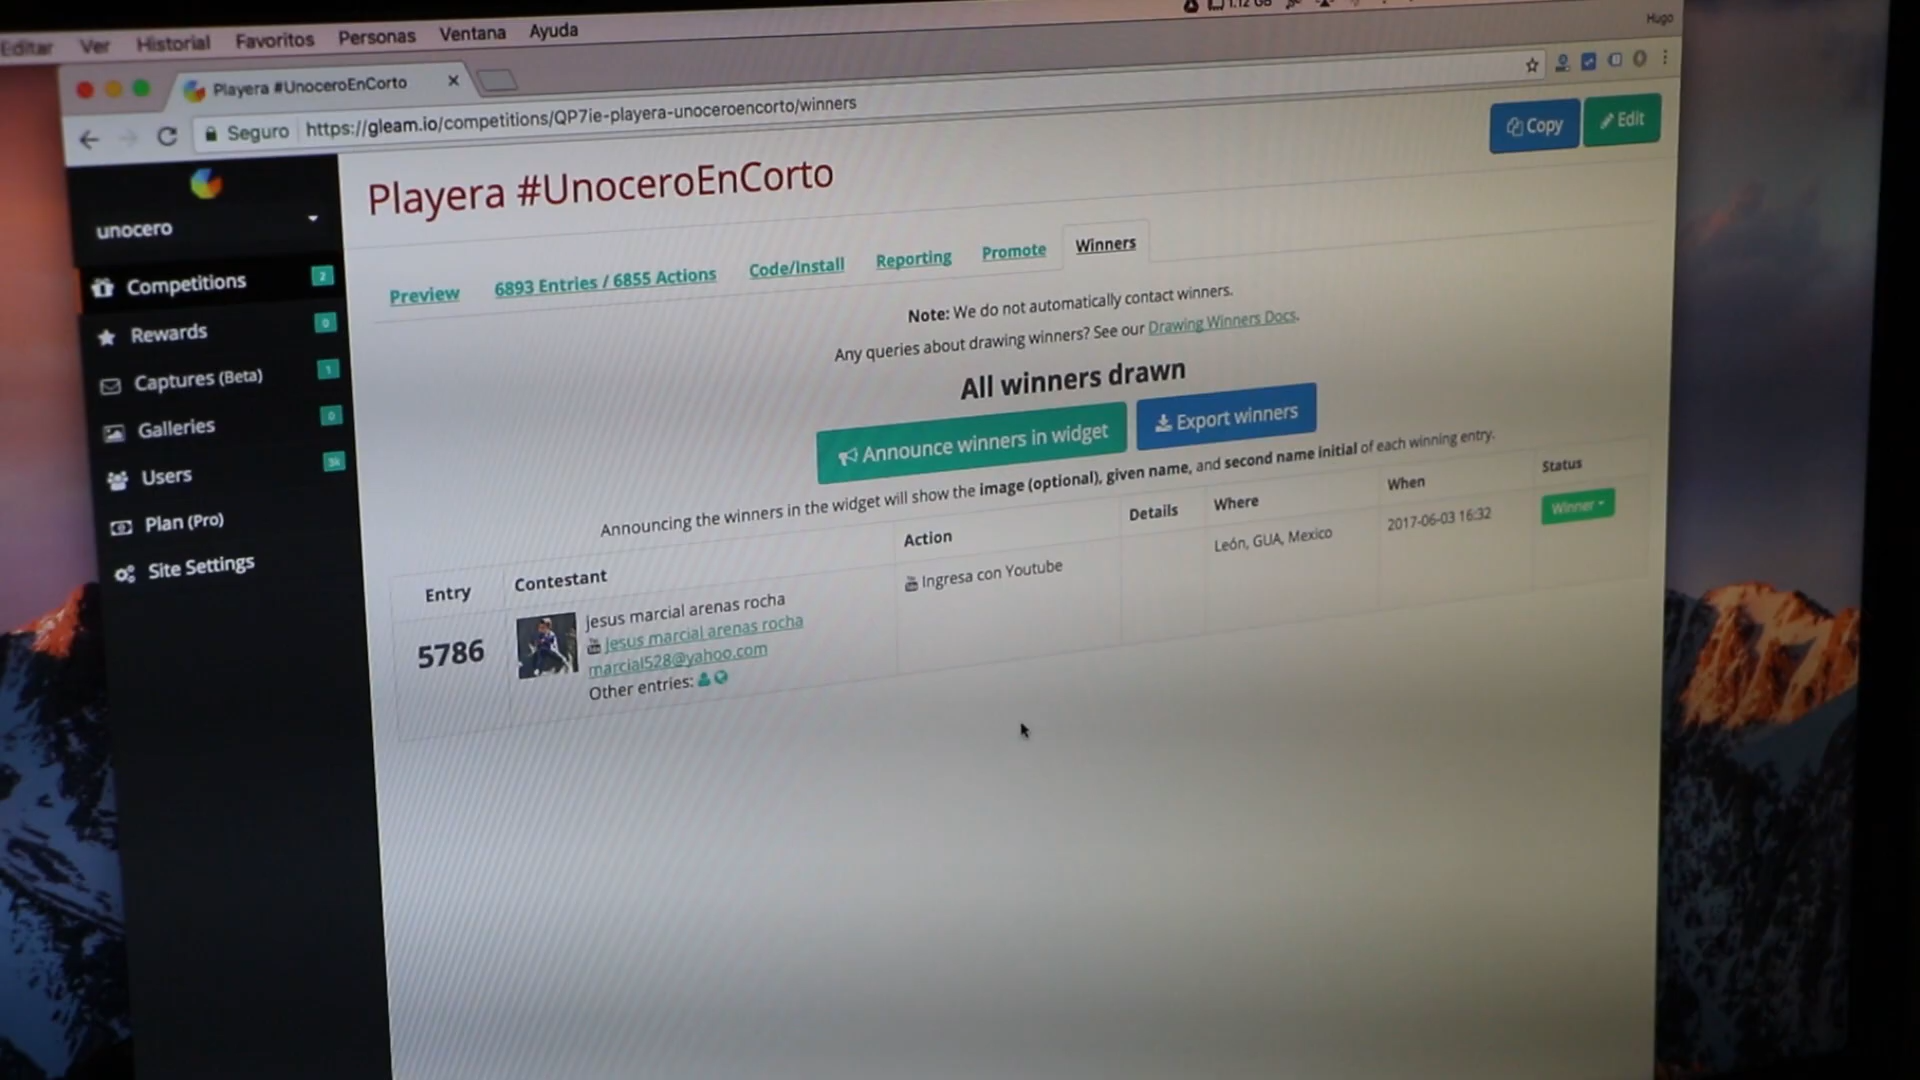 Editar Ver Historial Favoritos Personas Ventana Ayuda
Hugo
Playera #UnoceroEnCorto
Seguro https://gleam.io/competitions/QP7ie-playera-unoceroencorto/winners
Copy Edit
Playera #UnoceroEnCorto
unocero
Competitions 2
Rewards 0
Captures (Beta) 1
Galleries 0
Users
Plan (Pro)
Site Settings
Preview 6893 Entries / 6855 Actions Code/Install Reporting Promote Winners
Note: We do not automatically contact winners.
Any queries about drawing winners? See our Drawing Winners Docs.
All winners drawn
Announce winners in widget Export winners
Announcing the winners in the widget will show the image (optional), given name, and second name initial of each winning entry.
Entry Contestant Action Details Where When Status
5786 jesus marcial arenas rocha Ingresa con Youtube León, GUA, Mexico 2017-06-03 16:32 Winner
Jesus marcial arenas rocha
marcial528@yahoo.com
Other entries: